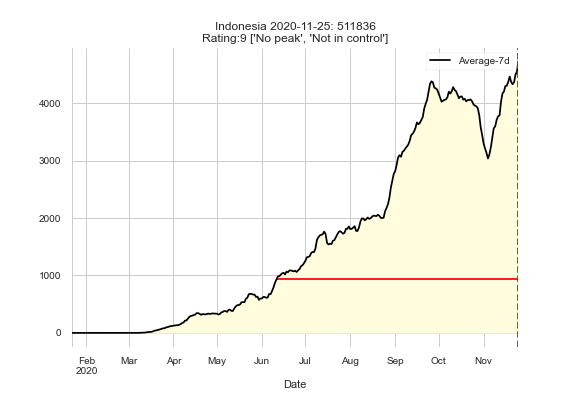 Indonesia 2020-11-25: 511836
Rating:9 ['No peak', 'Not in control']
Average-7d
4000
3000
2000
1000
0
Feb Mar Apr May Jun Jul Aug Sep Oct Nov
2020
Date